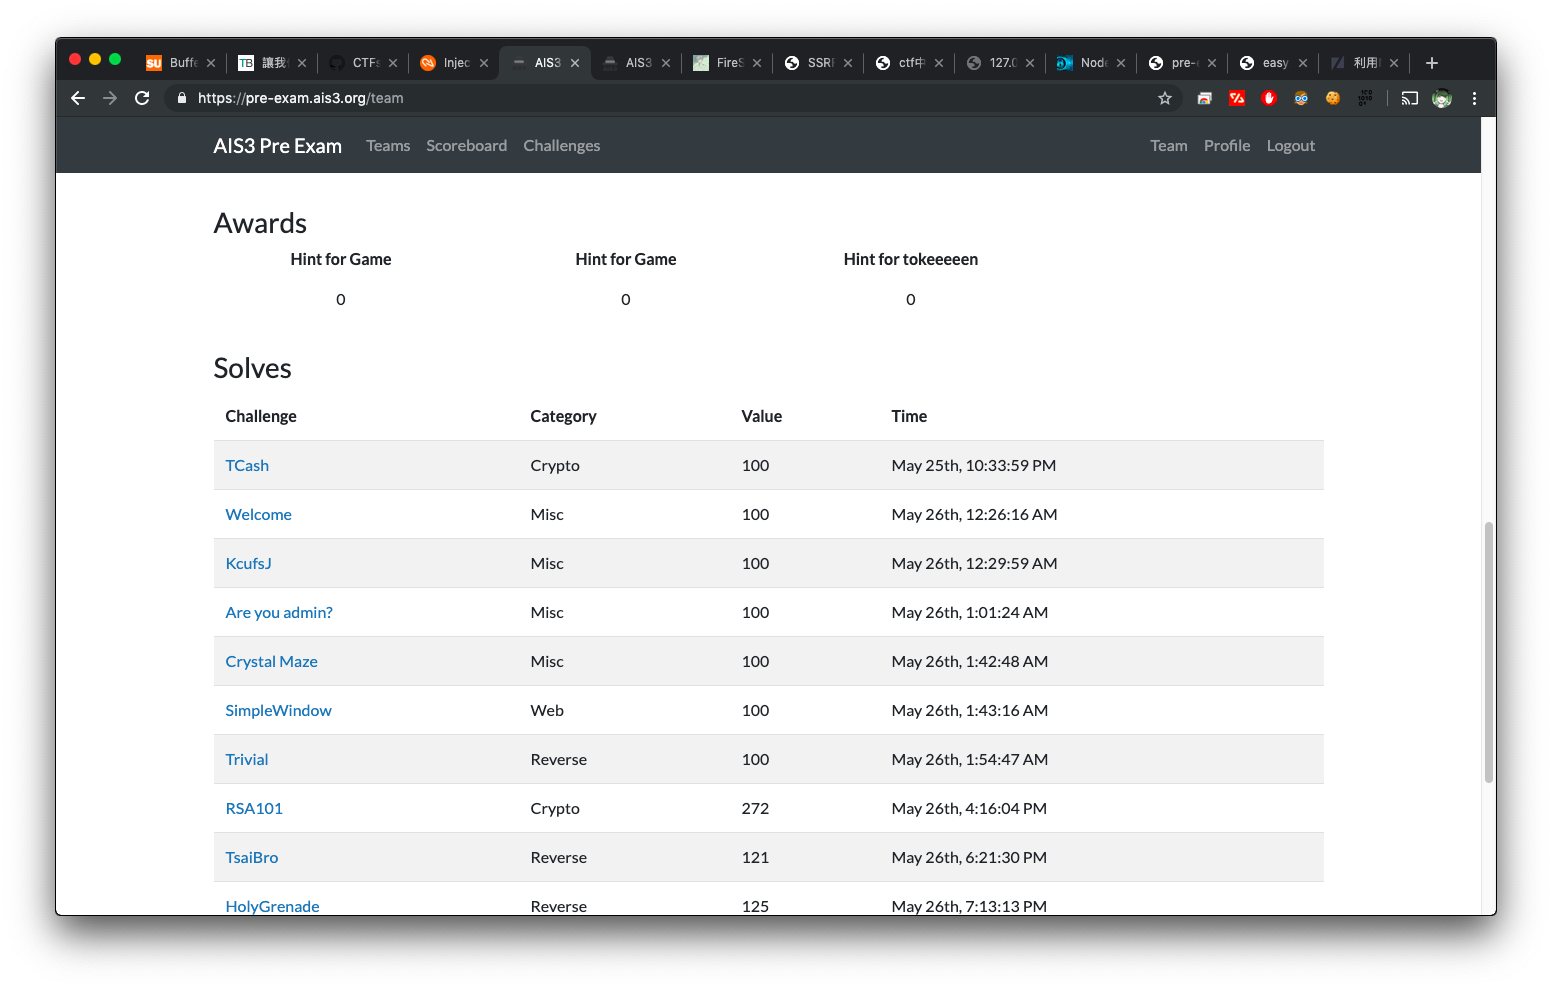 SU Buffe TB 讓我 CTFs Injec AIS3 AIS3 FireS SSRF ctf中 127.0 Node pre- easy 利用
https://pre-exam.ais3.org/team
AIS3 Pre Exam Teams Scoreboard Challenges Team Profile Logout
Awards
Hint for Game Hint for Game Hint for tokeeeeen
0 0 0
Solves
Challenge Category Value Time
TCash Crypto 100 May 25th, 10:33:59 PM
Welcome Misc 100 May 26th, 12:26:16 AM
KcufsJ Misc 100 May 26th, 12:29:59 AM
Are you admin? Misc 100 May 26th, 1:01:24 AM
Crystal Maze Misc 100 May 26th, 1:42:48 AM
SimpleWindow Web 100 May 26th, 1:43:16 AM
Trivial Reverse 100 May 26th, 1:54:47 AM
RSA101 Crypto 272 May 26th, 4:16:04 PM
TsaiBro Reverse 121 May 26th, 6:21:30 PM
HolyGrenade Reverse 125 May 26th, 7:13:13 PM